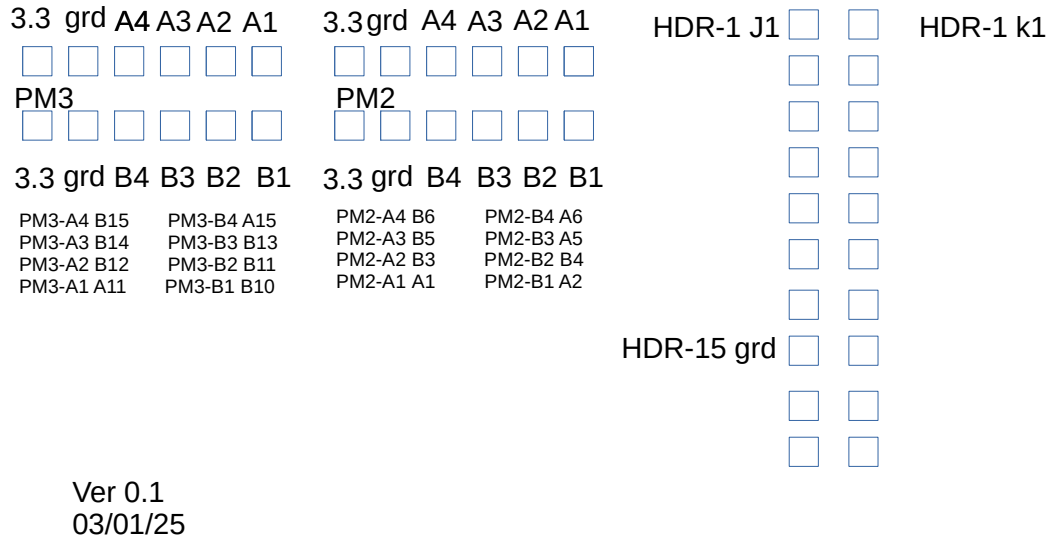 3.3 grd A4 A3 A2 A1
PM3
3.3 grd B4 B3 B2 B1
PM3-A4 B15 PM3-B4 A15
PM3-A3 B14 PM3-B3 B13
PM3-A2 B12 PM3-B2 B11
PM3-A1 A11 PM3-B1 B10
3.3 grd A4 A3 A2 A1
PM2
3.3 grd B4 B3 B2 B1
PM2-A4 B6 PM2-B4 A6
PM2-A3 B5 PM2-B3 A5
PM2-A2 B3 PM2-B2 B4
PM2-A1 A1 PM2-B1 A2
HDR-1 J1 HDR-1 k1
HDR-15 grd
Ver 0.1
03/01/25